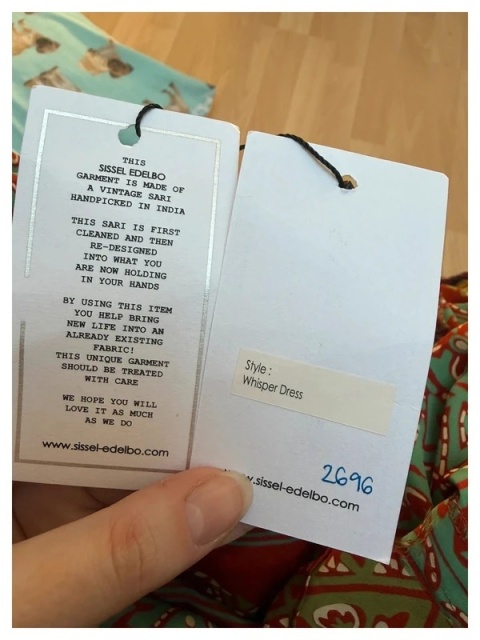 THIS
SISSEL EDELBO
GARMENT IS MADE OF
A VINTAGE SARI
HANDPICKED IN INDIA
THIS SARI IS FIRST
CLEANED AND THEN
RE-DESIGNED
INTO WHAT YOU
ARE NOW HOLDING
IN YOUR HANDS
BY USING THIS ITEM
YOU HELP BRING
NEW LIFE INTO AN
ALREADY EXISTING
FABRIC!
THIS UNIQUE GARMENT
SHOULD BE TREATED
WITH CARE
WE HOPE YOU WILL
LOVE IT AS MUCH
AS WE DO
www.sissel-edelbo.com
Style :
Whisper Dress
2696
w.sissel-edelbo.com